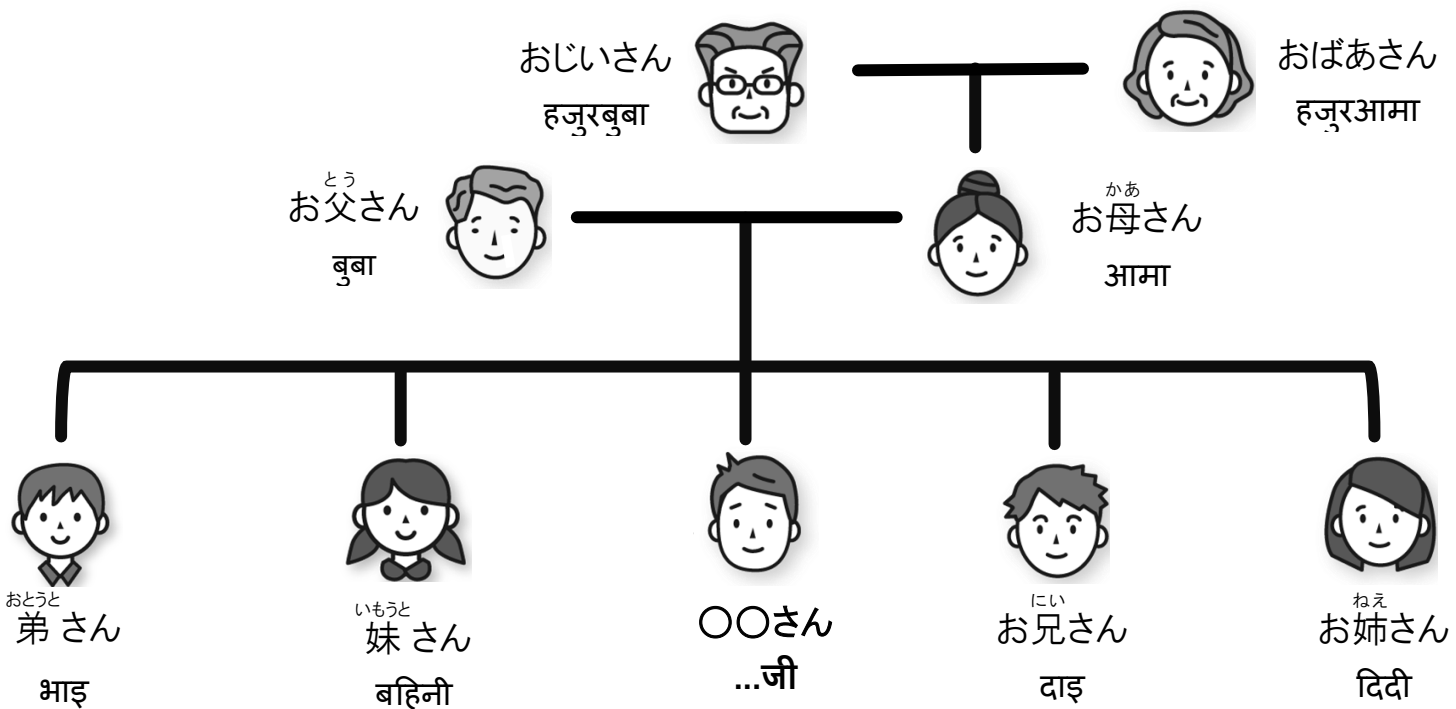 おじいさん
हजुरबुबा
おばあさん
हजुरआमा
とう
お父さん
बुबा
かあ
お母さん
आमा
おとうと
弟 さん
भाइ
いもうと
妹 さん
बहिनी
〇〇さん
...जी
にい
お兄さん
दाइ
ねえ
お姉さん
दिदी